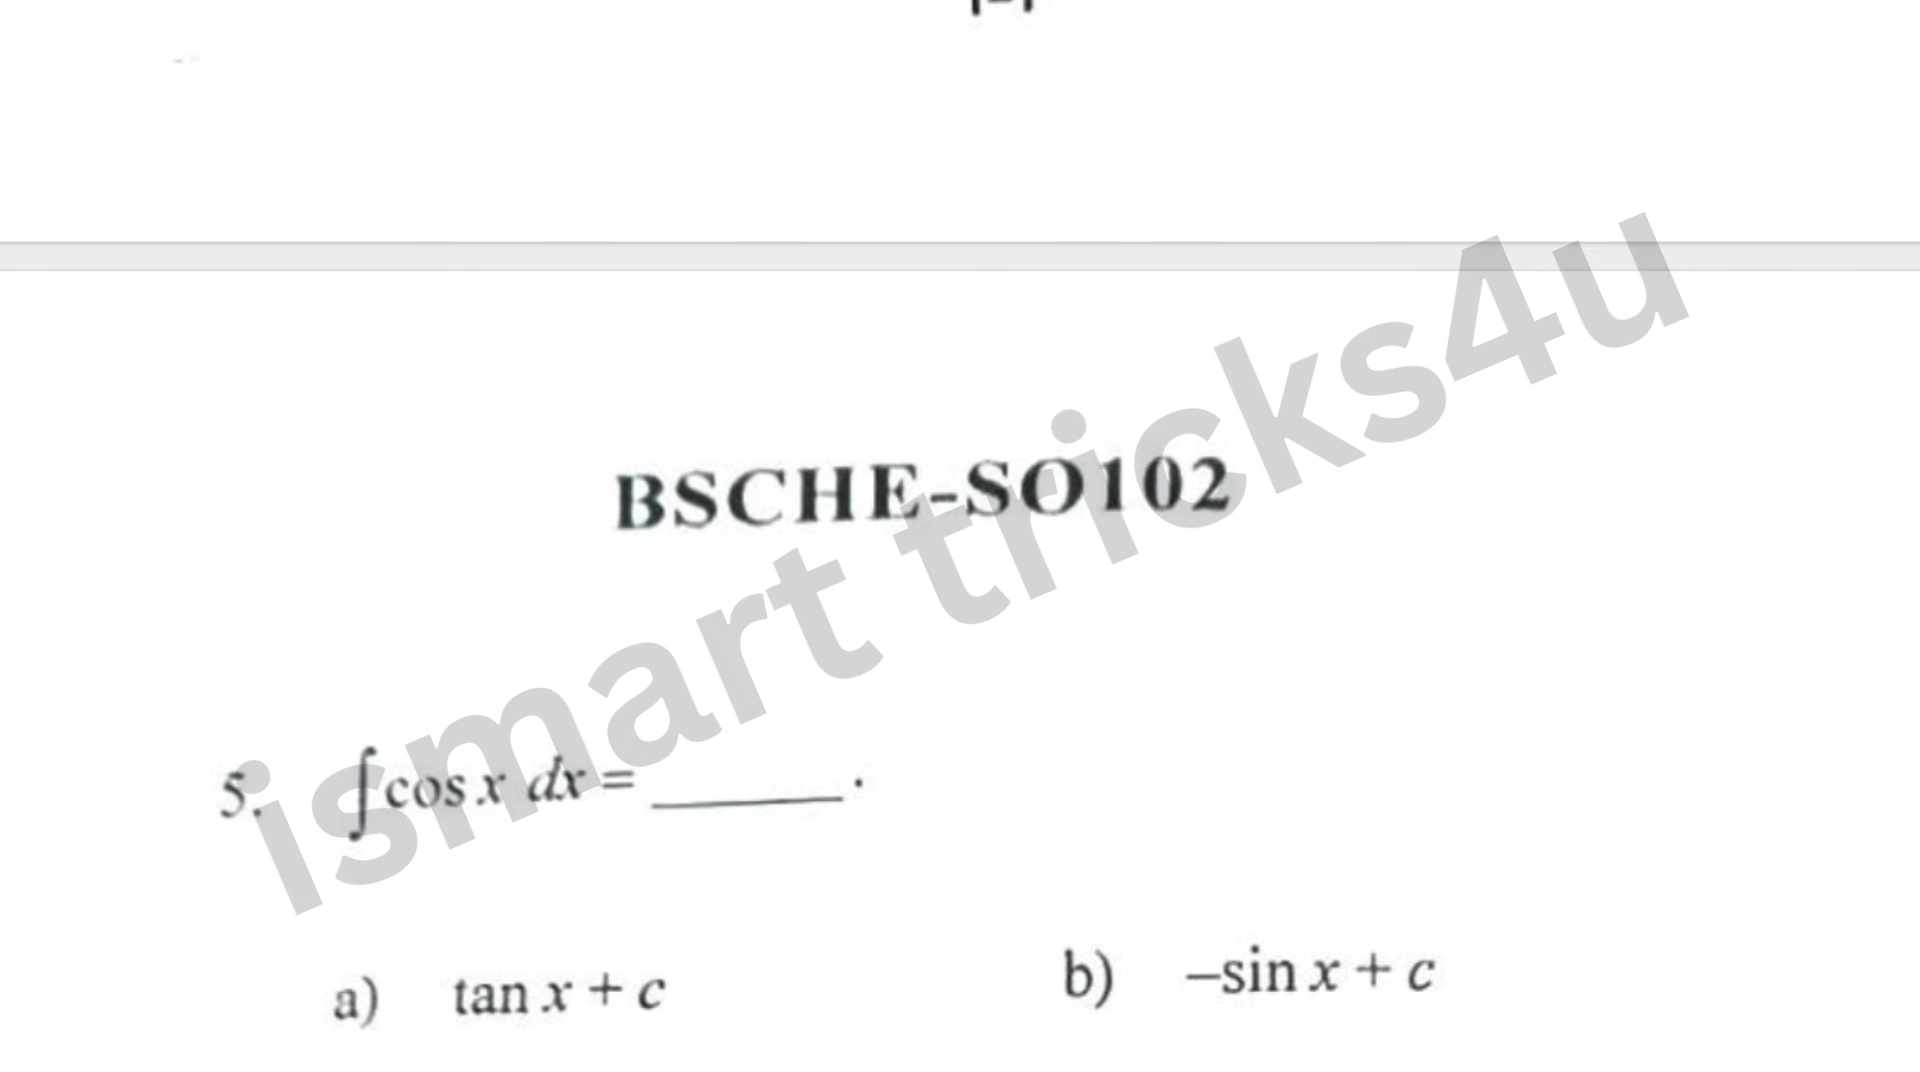 BSCHE-SO102
ismart tricks4u
5. ∫cos x dx = ______.
a) tan x + c b) –sin x + c